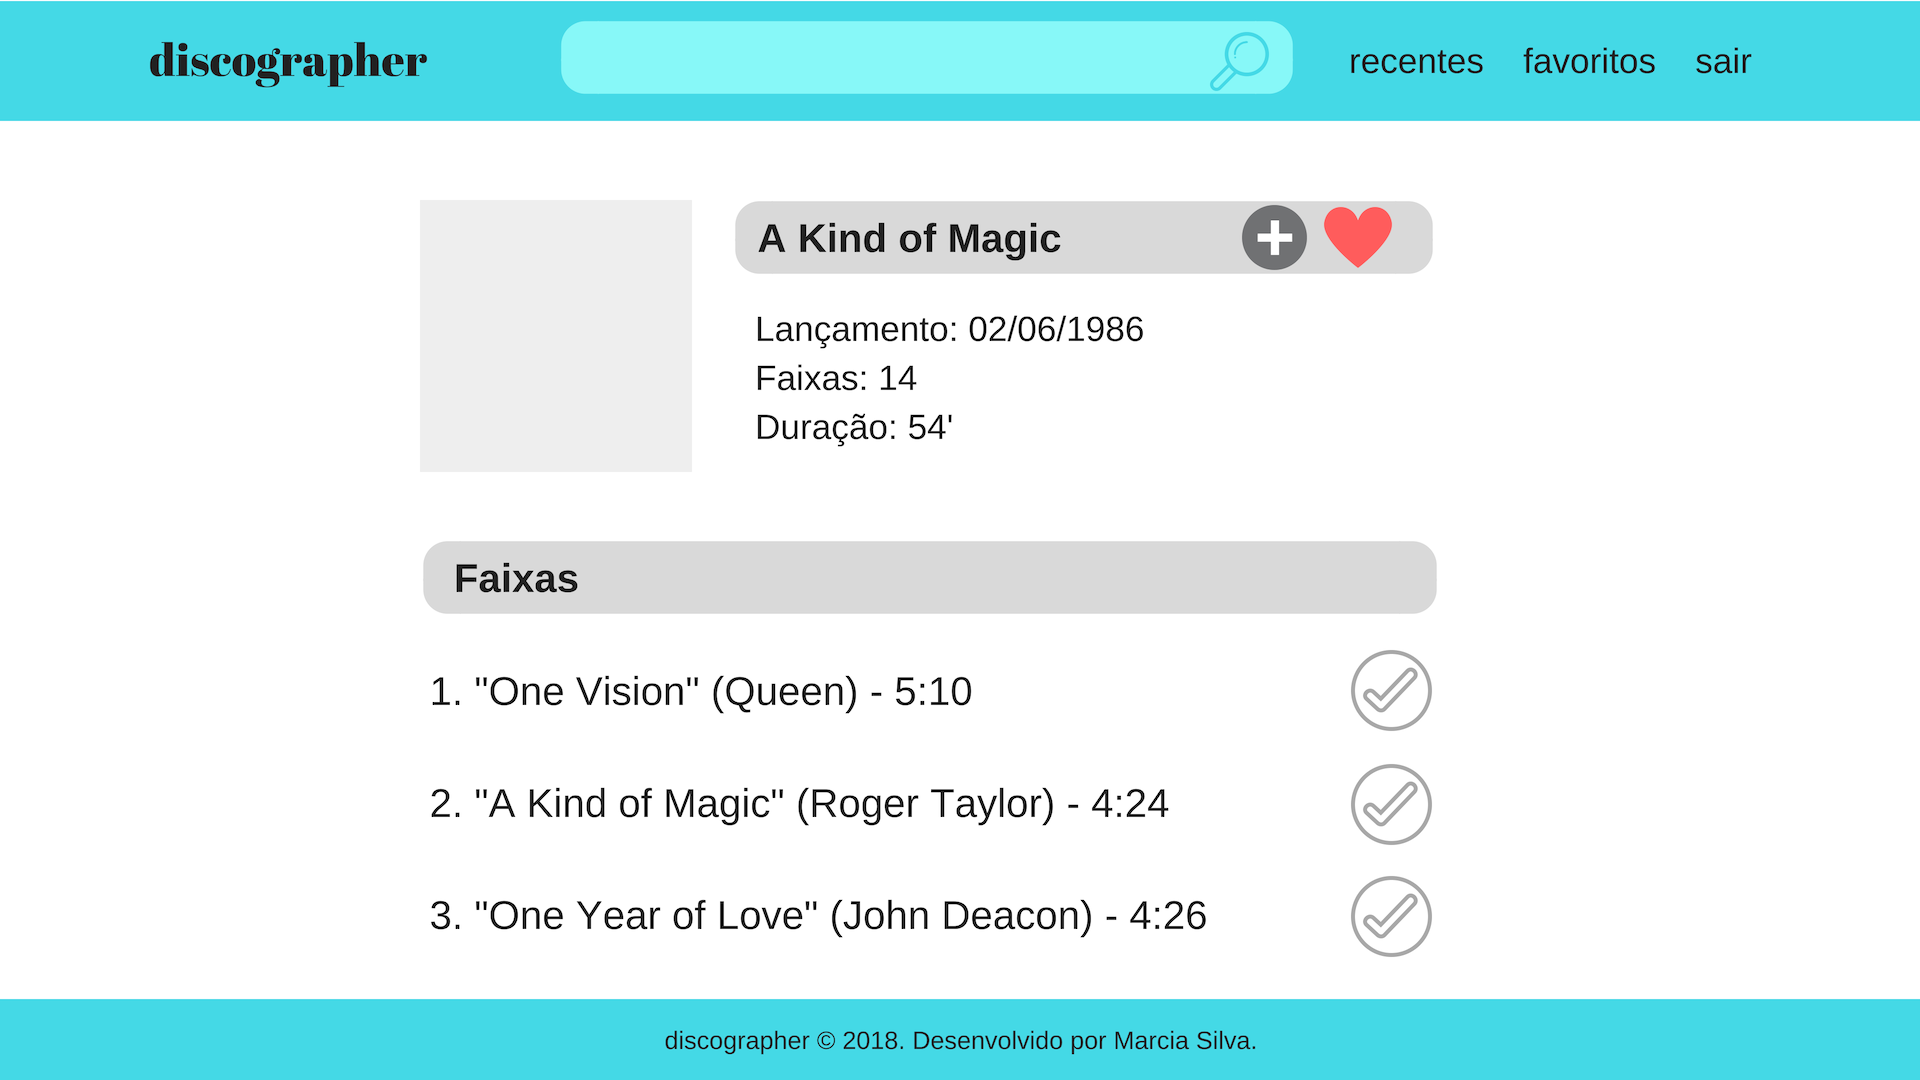 discographer
recentes favoritos sair
A Kind of Magic
Lançamento: 02/06/1986
Faixas: 14
Duração: 54'
Faixas
1. "One Vision" (Queen) - 5:10
2. "A Kind of Magic" (Roger Taylor) - 4:24
3. "One Year of Love" (John Deacon) - 4:26
discographer © 2018. Desenvolvido por Marcia Silva.